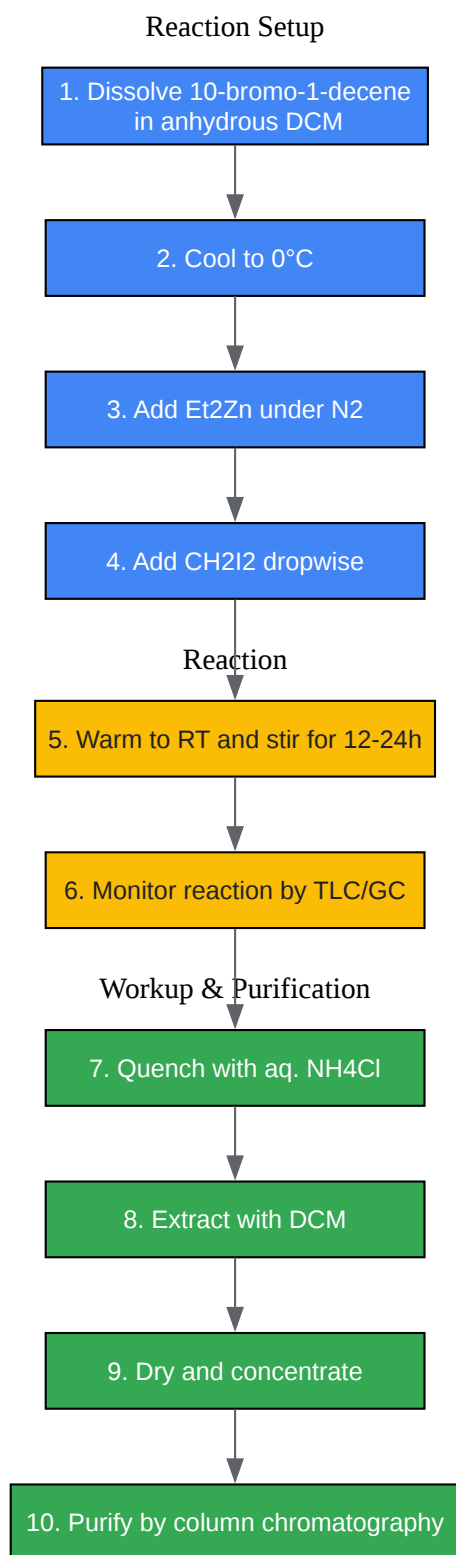 Reaction Setup
1. Dissolve 10-bromo-1-decene
in anhydrous DCM
2. Cool to 0°C
3. Add Et2Zn under N2
4. Add CH2I2 dropwise
Reaction
5. Warm to RT and stir for 12-24h
6. Monitor reaction by TLC/GC
Workup & Purification
7. Quench with aq. NH4Cl
8. Extract with DCM
9. Dry and concentrate
10. Purify by column chromatography